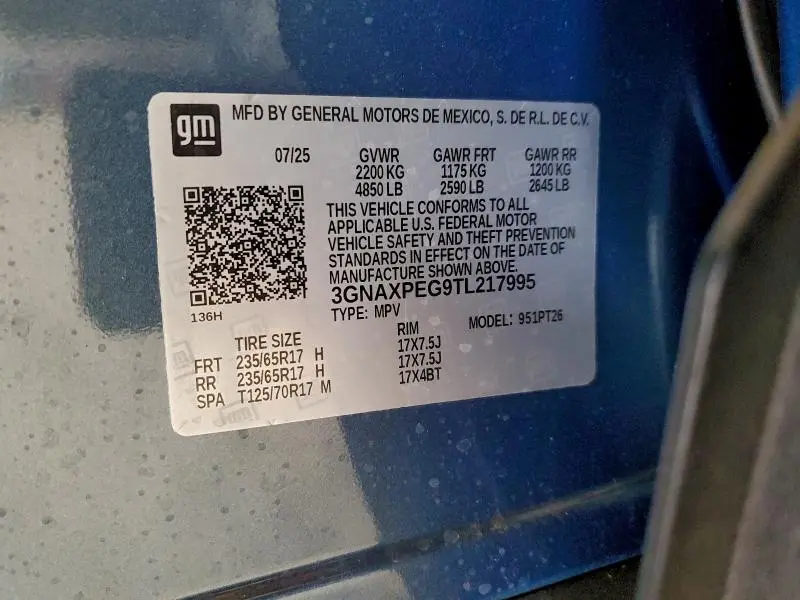 gm MFD BY GENERAL MOTORS DE MEXICO, S. DE R.L. DE C.V.
07/25 GVWR GAWR FRT GAWR RR
2200 KG 1175 KG 1200 KG
4850 LB 2590 LB 2645 LB
THIS VEHICLE CONFORMS TO ALL
APPLICABLE U.S. FEDERAL MOTOR
VEHICLE SAFETY AND THEFT PREVENTION
STANDARDS IN EFFECT ON THE DATE OF
MANUFACTURE SHOWN ABOVE.
3GNAXPEG9TL217995
136H
TYPE: MPV MODEL: 951PT26
TIRE SIZE RIM
FRT 235/65R17 H 17X7.5J
RR 235/65R17 H 17X7.5J
SPA T125/70R17 M 17X4BT